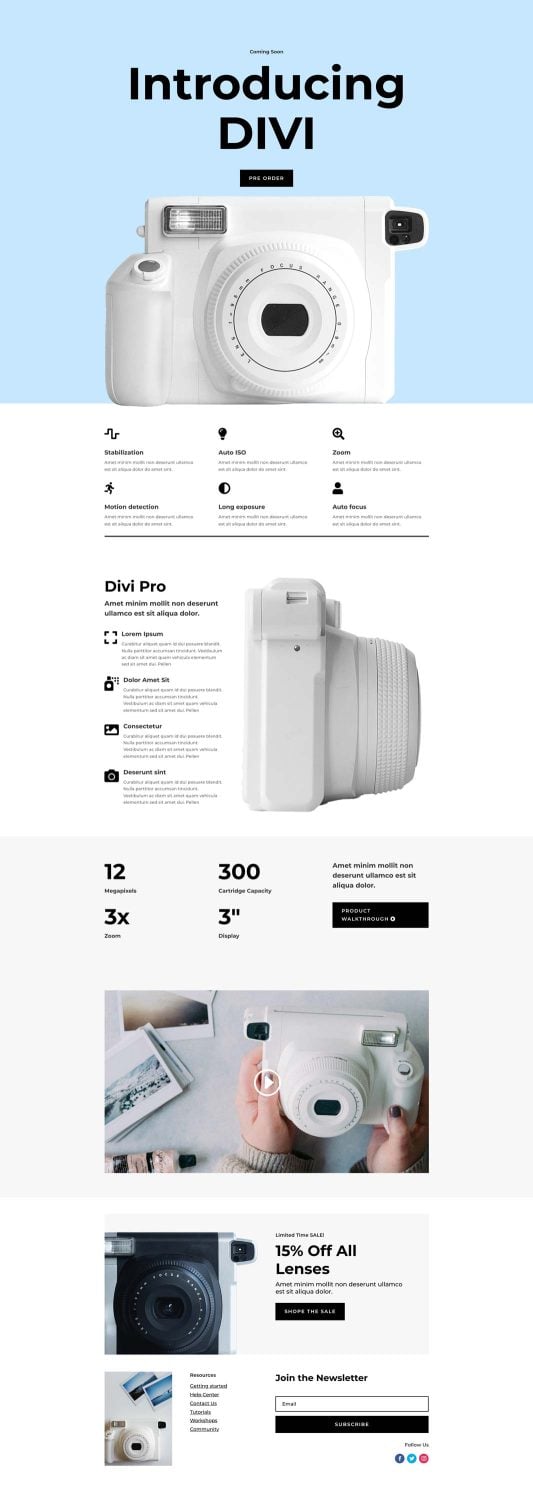 Coming Soon
Introducing
DIVI
PRE ORDER
LENS f=95mm FOCUS RANGE 0.9m~∞
Stabilization
Amet minim mollit non deserunt ullamco
est sit aliqua dolor do amet sint.
Auto ISO
Amet minim mollit non deserunt ullamco
est sit aliqua dolor do amet sint.
Zoom
Amet minim mollit non deserunt ullamco
est sit aliqua dolor do amet sint.
Motion detection
Amet minim mollit non deserunt ullamco
est sit aliqua dolor do amet sint.
Long exposure
Amet minim mollit non deserunt ullamco
est sit aliqua dolor do amet sint.
Auto focus
Amet minim mollit non deserunt ullamco
est sit aliqua dolor do amet sint.
Divi Pro
Amet minim mollit non deserunt
ullamco est sit aliqua dolor.
Lorem Ipsum
Curabitur aliquet quam id dui posuere blandit.
Nulla porttitor accumsan tincidunt. Vestibulum
ac diam sit amet quam vehicula elementum
sed sit amet dui. Pellen
Dolor Amet Sit
Curabitur aliquet quam id dui posuere blandit.
Nulla porttitor accumsan tincidunt.
Vestibulum ac diam sit amet quam vehicula
elementum sed sit amet dui. Pellen
Consectetur
Curabitur aliquet quam id dui posuere blandit.
Nulla porttitor accumsan tincidunt.
Vestibulum ac diam sit amet quam vehicula
elementum sed sit amet dui. Pellen
Deserunt sint
Curabitur aliquet quam id dui posuere blandit.
Nulla porttitor accumsan tincidunt.
Vestibulum ac diam sit amet quam vehicula
elementum sed sit amet dui. Pellen
12
Megapixels
300
Cartridge Capacity
3x
Zoom
3"
Display
Amet minim mollit non
deserunt ullamco est sit
aliqua dolor.
PRODUCT
WALKTHROUGH
Limited Time SALE!
15% Off All
Lenses
Amet minim mollit non deserunt ullamco
est sit aliqua dolor.
SHOPE THE SALE
Resources
Getting started
Help Center
Contact Us
Tutorials
Workshops
Community
Join the Newsletter
Email
SUBSCRIBE
Follow Us